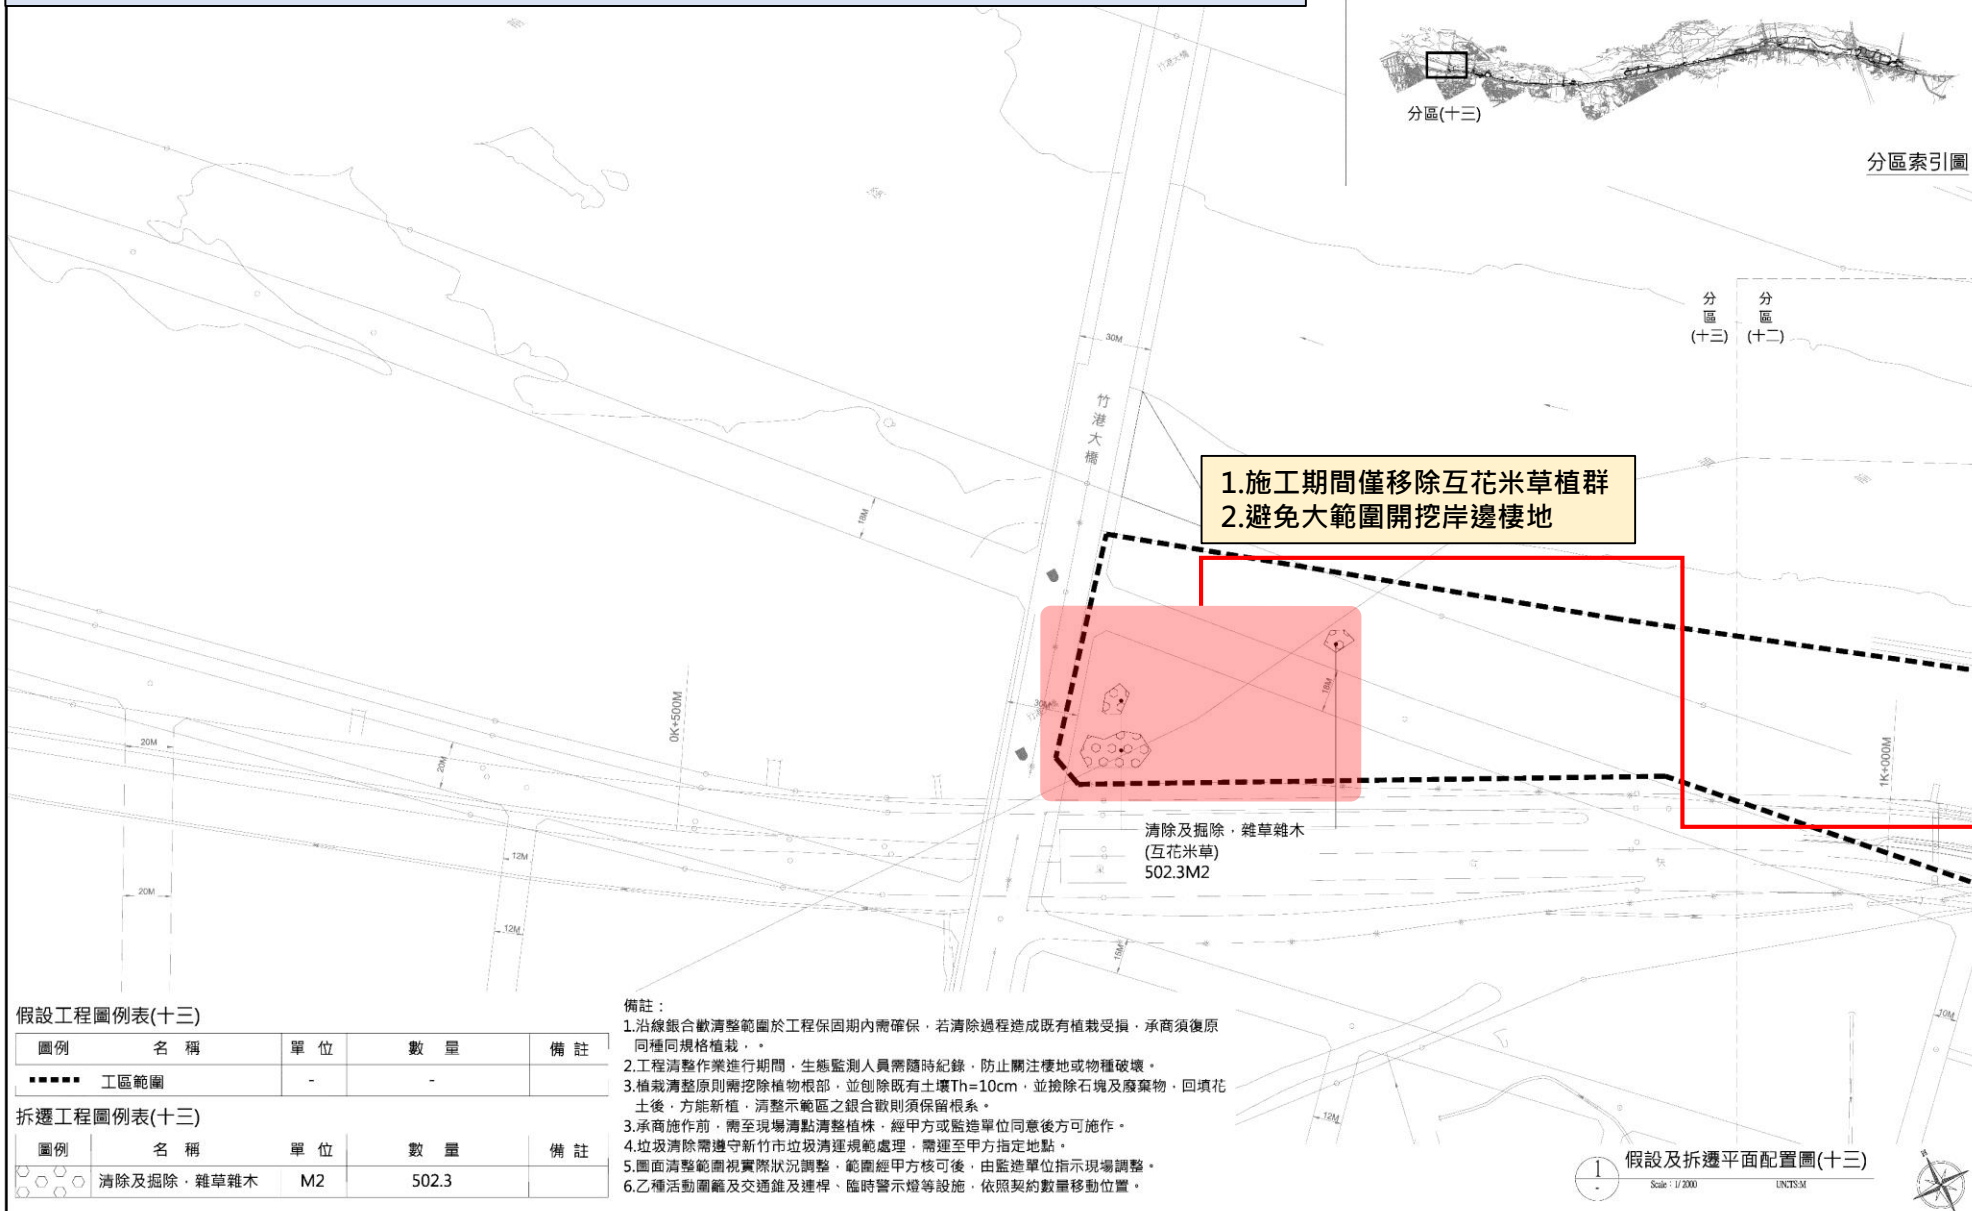 分區(十三)
分區索引圖
竹港大橋
分區(十三)
分區(十二)
30M
竹港大橋
1.施工期間僅移除互花米草植群
2.避免大範圍開挖岸邊棲地
18M
18M
30M
0K+500M
1K+000M
20M
20M
20M
12M
12M
15M
10M
12M
清除及掘除，雜草雜木
(互花米草)
502.3M2
假設工程圖例表(十三)
圖例 名 稱 單 位 數 量 備 註
工區範圍 - -
拆遷工程圖例表(十三)
圖例 名 稱 單 位 數 量 備 註
清除及掘除，雜草雜木 M2 502.3
備註：
1.沿線銀合歡清整範圍於工程保固期內需確保，若清除過程造成既有植栽受損，承商須復原
同種同規格植栽，。
2.工程清整作業進行期間，生態監測人員需隨時紀錄，防止關注棲地或物種破壞。
3.植栽清整原則需挖除植物根部，並刨除既有土壤Th=10cm，並撿除石塊及廢棄物，回填花
土後，方能新植，清整示範區之銀合歡則須保留根系。
3.承商施作前，需至現場清點清整植株，經甲方或監造單位同意後方可施作。
4.垃圾清除需遵守新竹市垃圾清運規範處理，需運至甲方指定地點。
5.圖面清整範圍視實際狀況調整，範圍經甲方核可後，由監造單位指示現場調整。
6.乙種活動圍籬及交通錐及連桿、臨時警示燈等設施，依照契約數量移動位置。
1
-
假設及拆遷平面配置圖(十三)
Scale：1/2000 UNCTS:M
N